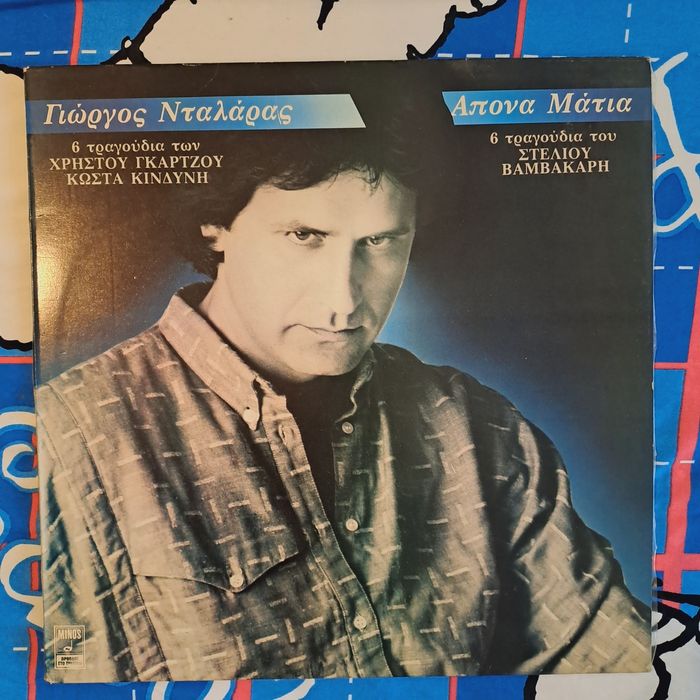 Γιώργος Νταλάρας
6 τραγούδια των
ΧΡΗΣΤΟΥ ΓΚΑΡΤΖΟΥ
ΚΩΣΤΑ ΚΙΝΔΥΝΗ
Απονα Μάτια
6 τραγούδια του
ΣΤΕΛΙΟΥ
ΒΑΜΒΑΚΑΡΗ
MINOS